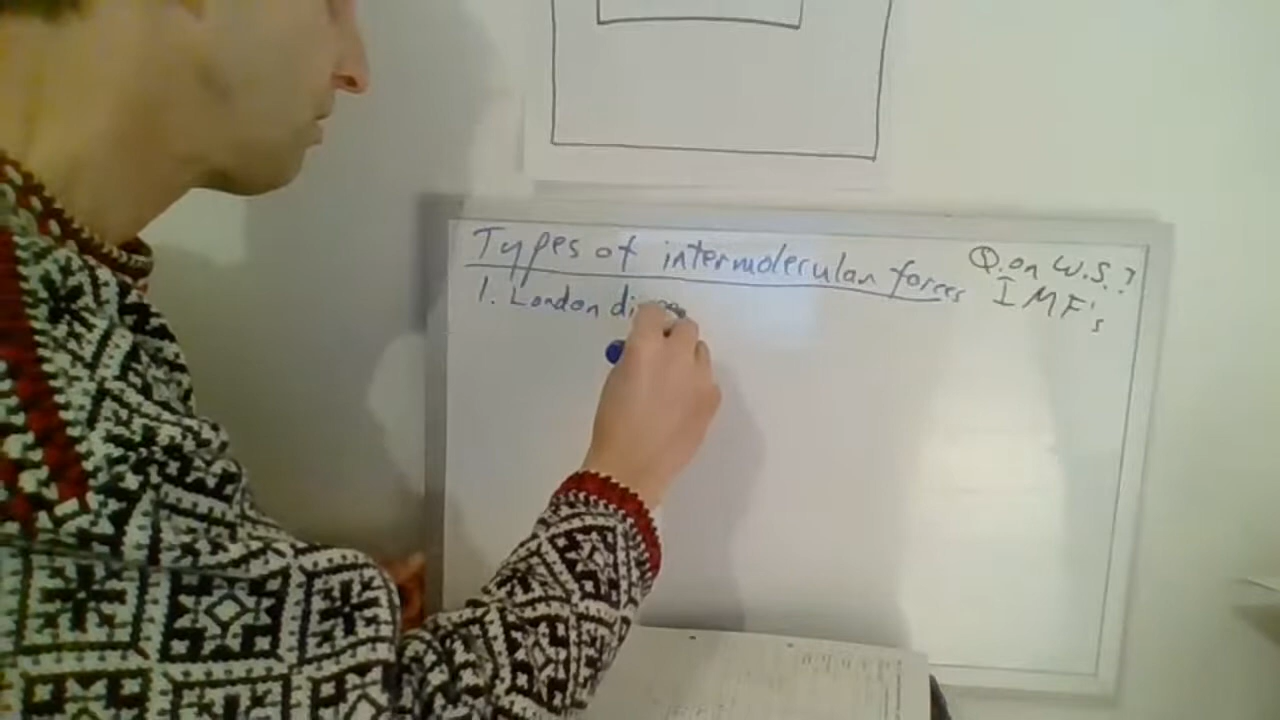 Types of intermolecular forces
Q. on W.S.?
IMF's
1. London